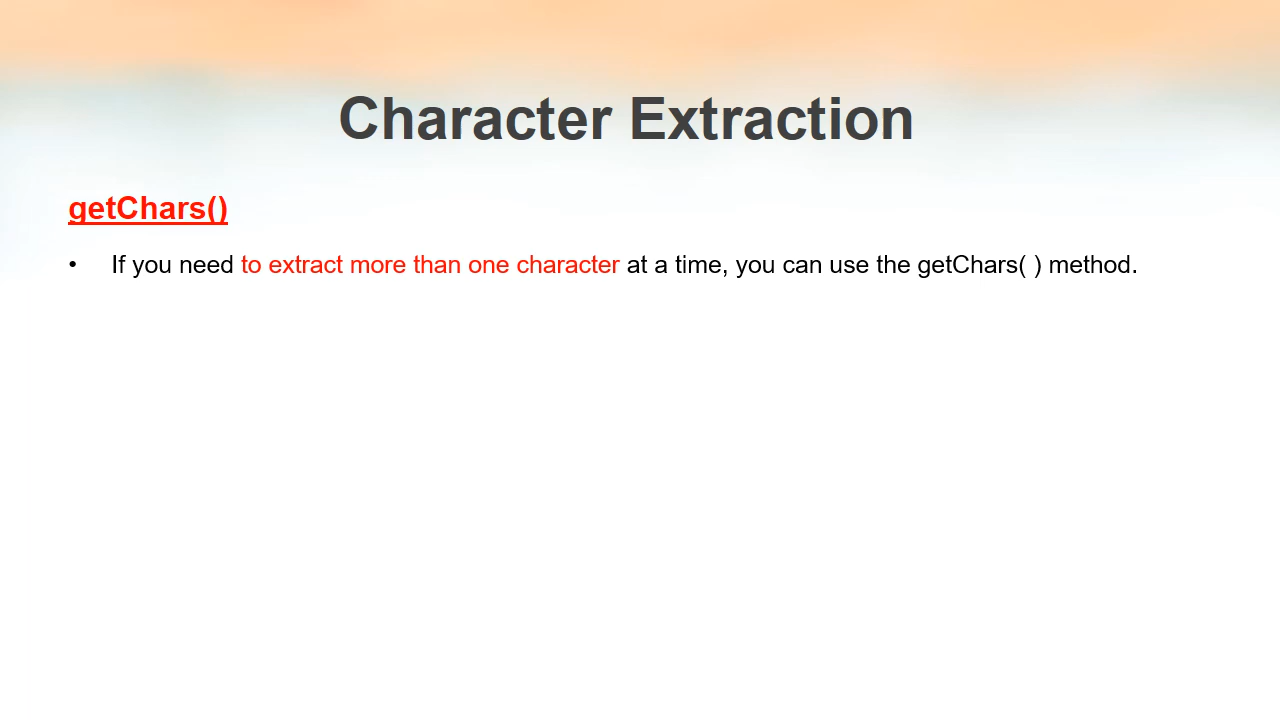 Character Extraction
getChars()
• If you need to extract more than one character at a time, you can use the getChars( ) method.